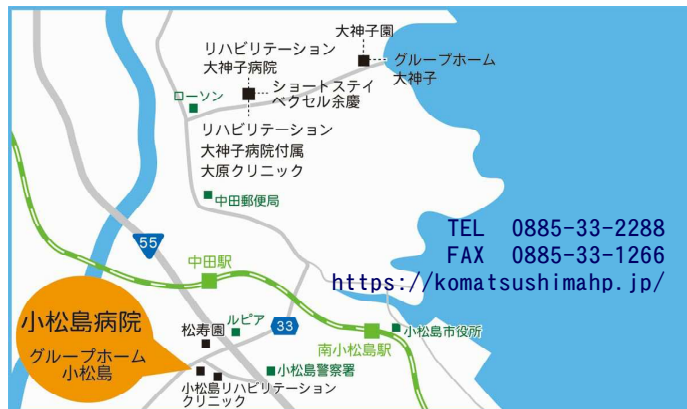 大神子園
リハビリテーション
大神子病院
グループホーム
大神子
ショートステイ
ベクセル余慶
ローソン
リハビリテーション
大神子病院付属
大原クリニック
中田郵便局
TEL 0885-33-2288
FAX 0885-33-1266
https://komatsushimahp.jp/
55
中田駅
小松島病院
グループホーム
小松島
松寿園
ルピア
33
小松島市役所
南小松島駅
小松島警察署
小松島リハビリテーション
クリニック